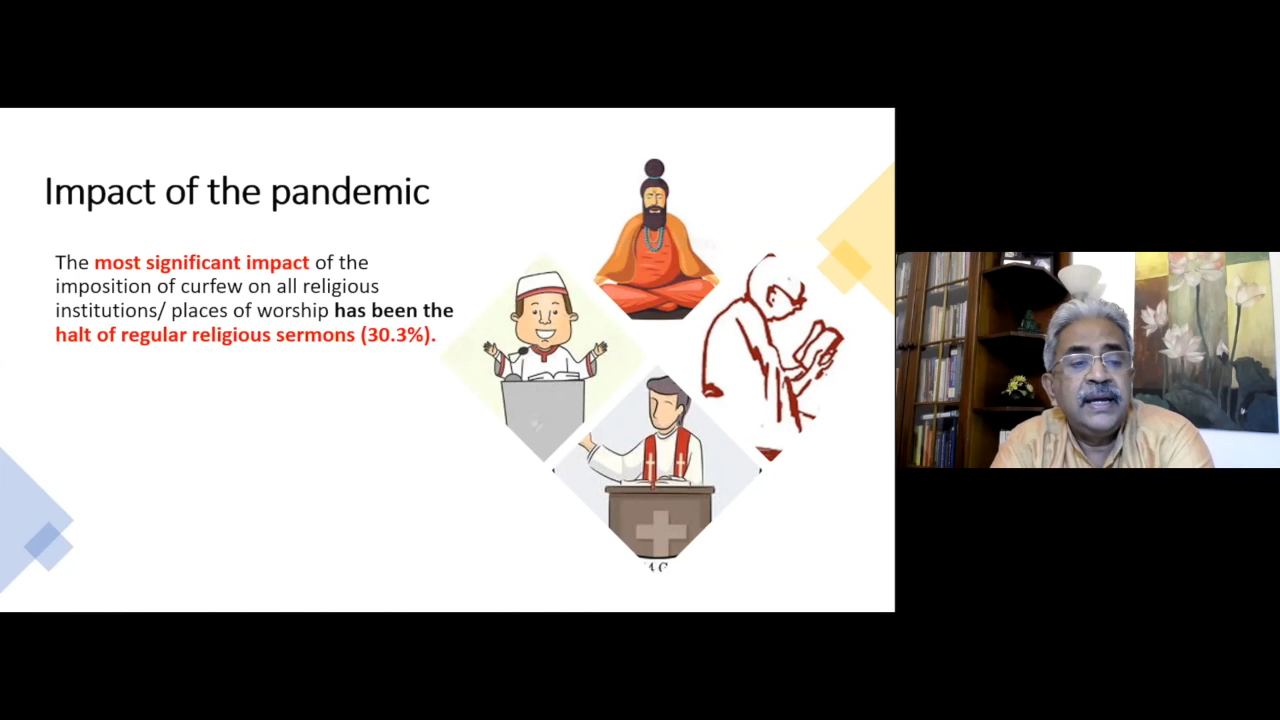 Impact of the pandemic
The most significant impact of the
imposition of curfew on all religious
institutions/ places of worship has been the
halt of regular religious sermons (30.3%).